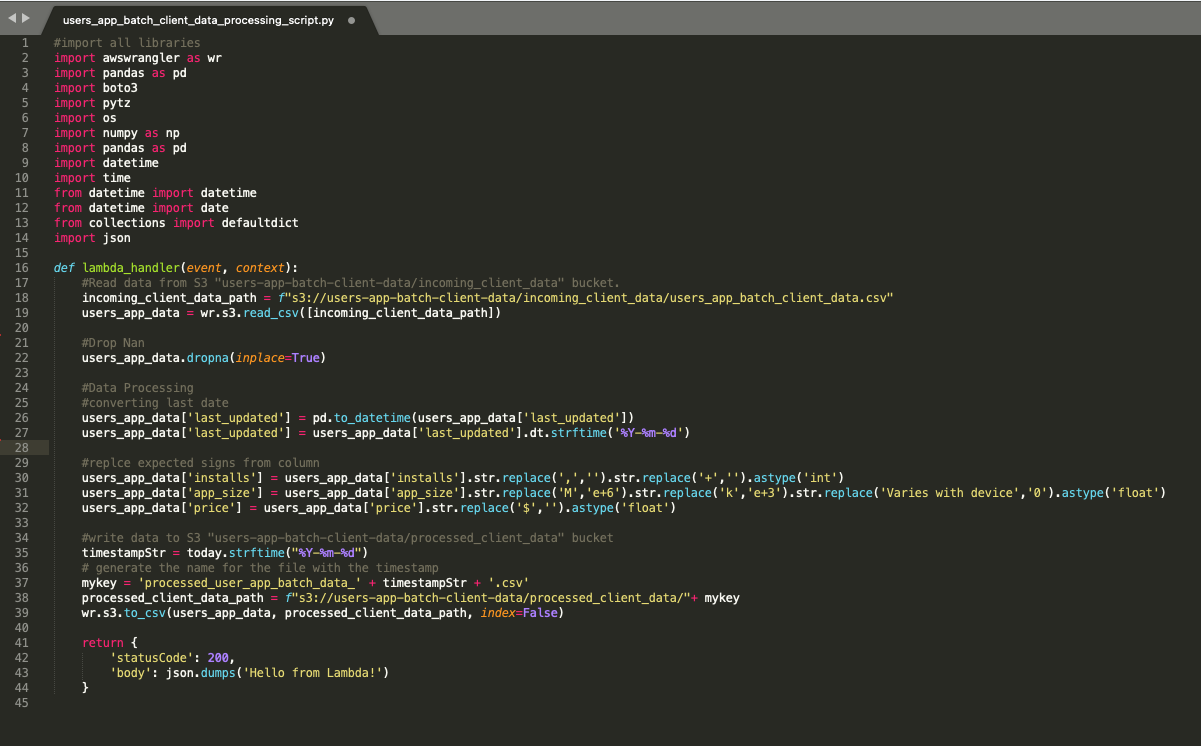 users_app_batch_client_data_processing_script.py
1 #import all libraries
2 import awswrangler as wr
3 import pandas as pd
4 import boto3
5 import pytz
6 import os
7 import numpy as np
8 import pandas as pd
9 import datetime
10 import time
11 from datetime import datetime
12 from datetime import date
13 from collections import defaultdict
14 import json
15
16 def lambda_handler(event, context):
17     #Read data from S3 "users-app-batch-client-data/incoming_client_data" bucket.
18     incoming_client_data_path = f"s3://users-app-batch-client-data/incoming_client_data/users_app_batch_client_data.csv"
19     users_app_data = wr.s3.read_csv([incoming_client_data_path])
20
21     #Drop Nan
22     users_app_data.dropna(inplace=True)
23
24     #Data Processing
25     #converting last date
26     users_app_data['last_updated'] = pd.to_datetime(users_app_data['last_updated'])
27     users_app_data['last_updated'] = users_app_data['last_updated'].dt.strftime('%Y-%m-%d')
28
29     #replce expected signs from column
30     users_app_data['installs'] = users_app_data['installs'].str.replace(',','').str.replace('+','').astype('int')
31     users_app_data['app_size'] = users_app_data['app_size'].str.replace('M','e+6').str.replace('k','e+3').str.replace('Varies with device','0').astype('float')
32     users_app_data['price'] = users_app_data['price'].str.replace('$','').astype('float')
33
34     #write data to S3 "users-app-batch-client-data/processed_client_data" bucket
35     timestampStr = today.strftime("%Y-%m-%d")
36     # generate the name for the file with the timestamp
37     mykey = 'processed_user_app_batch_data_' + timestampStr + '.csv'
38     processed_client_data_path = f"s3://users-app-batch-client-data/processed_client_data/"+ mykey
39     wr.s3.to_csv(users_app_data, processed_client_data_path, index=False)
40
41     return {
42         'statusCode': 200,
43         'body': json.dumps('Hello from Lambda!')
44     }
45